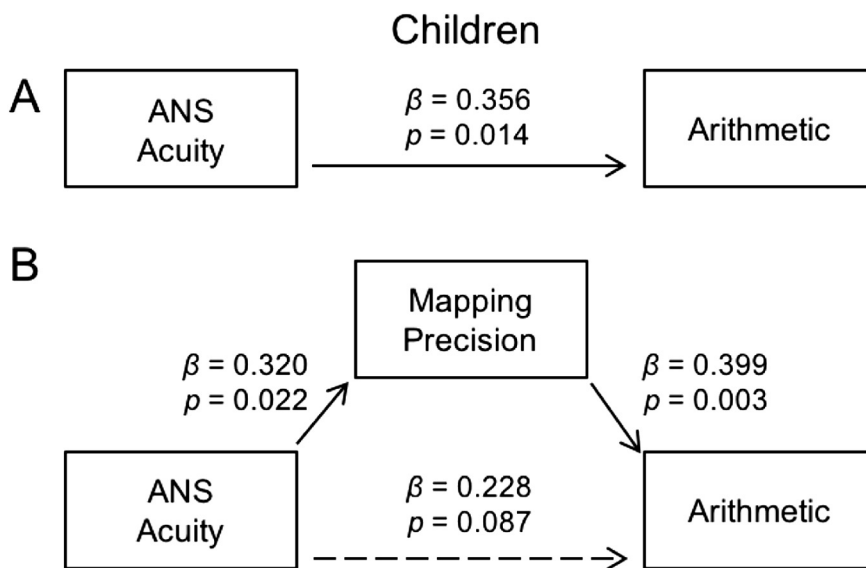 Children
A
ANS
Acuity
β = 0.356
p = 0.014
Arithmetic
B
Mapping
Precision
β = 0.320
p = 0.022
β = 0.399
p = 0.003
ANS
Acuity
β = 0.228
p = 0.087
Arithmetic